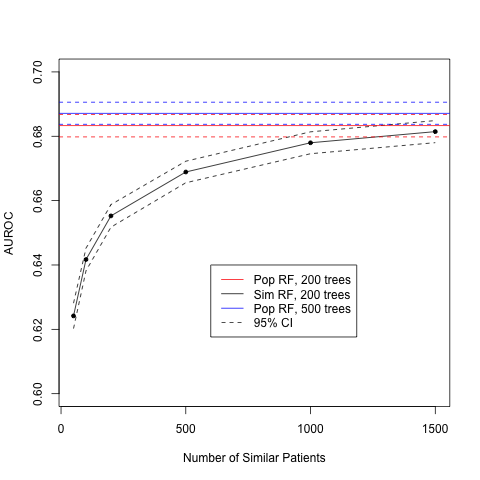 0.70
0.68
0.66
0.64
0.62
0.60
AUROC
Pop RF, 200 trees
Sim RF, 200 trees
Pop RF, 500 trees
95% CI
0
500
1000
1500
Number of Similar Patients